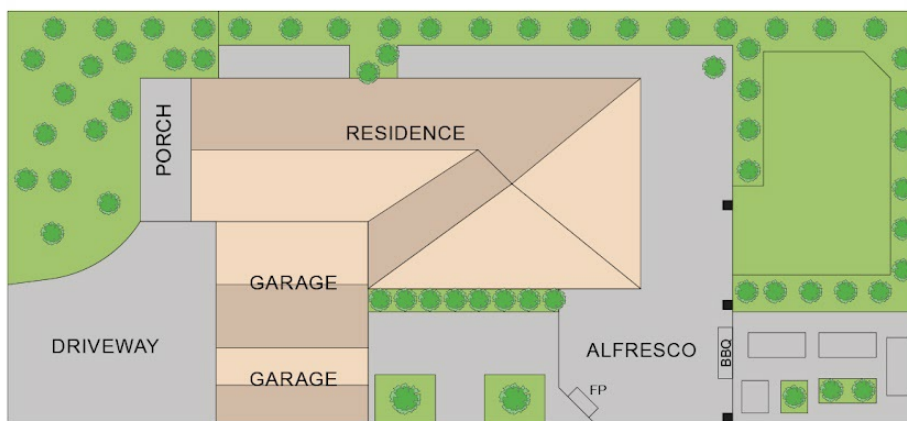 RESIDENCE
PORCH
GARAGE
DRIVEWAY
ALFRESCO
BBQ
GARAGE
FP